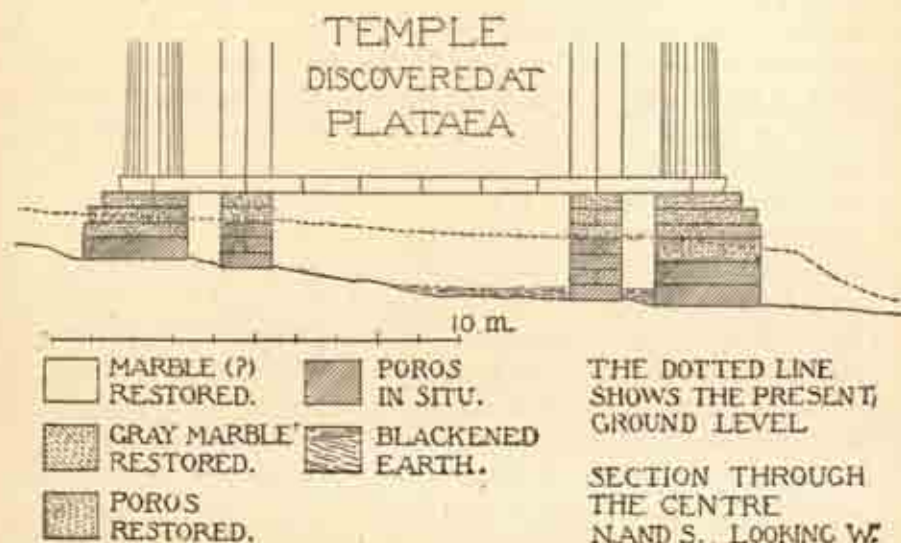 TEMPLE
DISCOVERED AT
PLATAEA
10 m.
MARBLE (?)
RESTORED.
GRAY MARBLE
RESTORED.
POROS
RESTORED.
POROS
IN SITU.
BLACKENED
EARTH.
THE DOTTED LINE
SHOWS THE PRESENT,
GROUND LEVEL
SECTION THROUGH
THE CENTRE
N. AND S. LOOKING W.